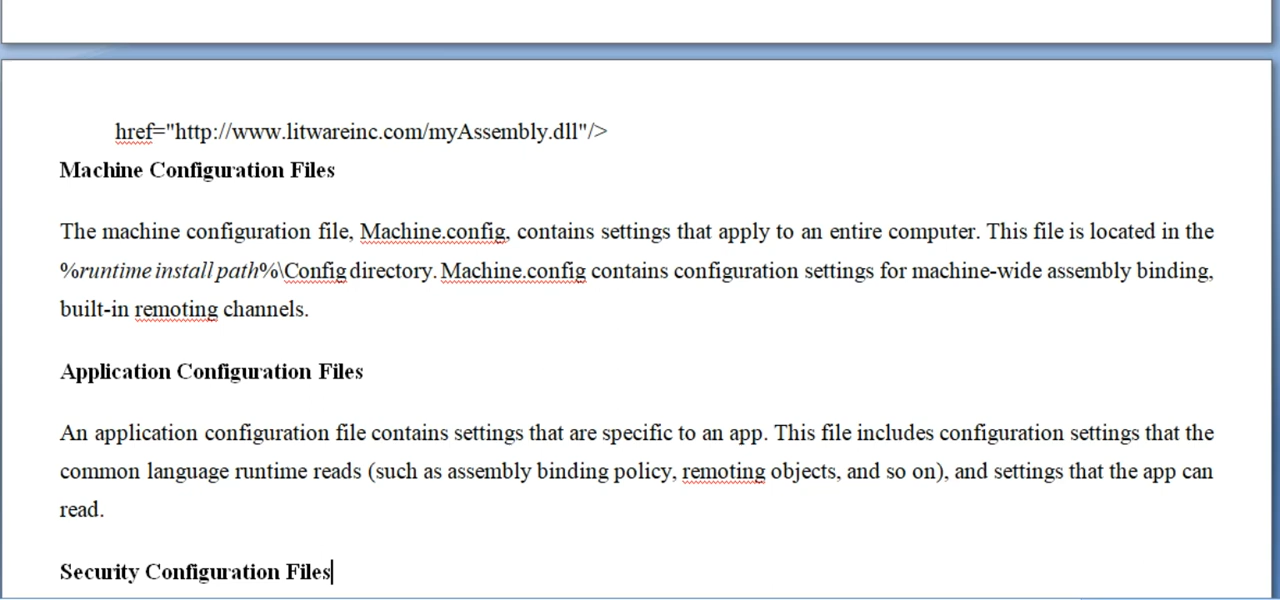 href="http://www.litwareinc.com/myAssembly.dll"/>
Machine Configuration Files
The machine configuration file, Machine.config, contains settings that apply to an entire computer. This file is located in the
%runtime install path%\Config directory. Machine.config contains configuration settings for machine-wide assembly binding,
built-in remoting channels.
Application Configuration Files
An application configuration file contains settings that are specific to an app. This file includes configuration settings that the
common language runtime reads (such as assembly binding policy, remoting objects, and so on), and settings that the app can
read.
Security Configuration Files